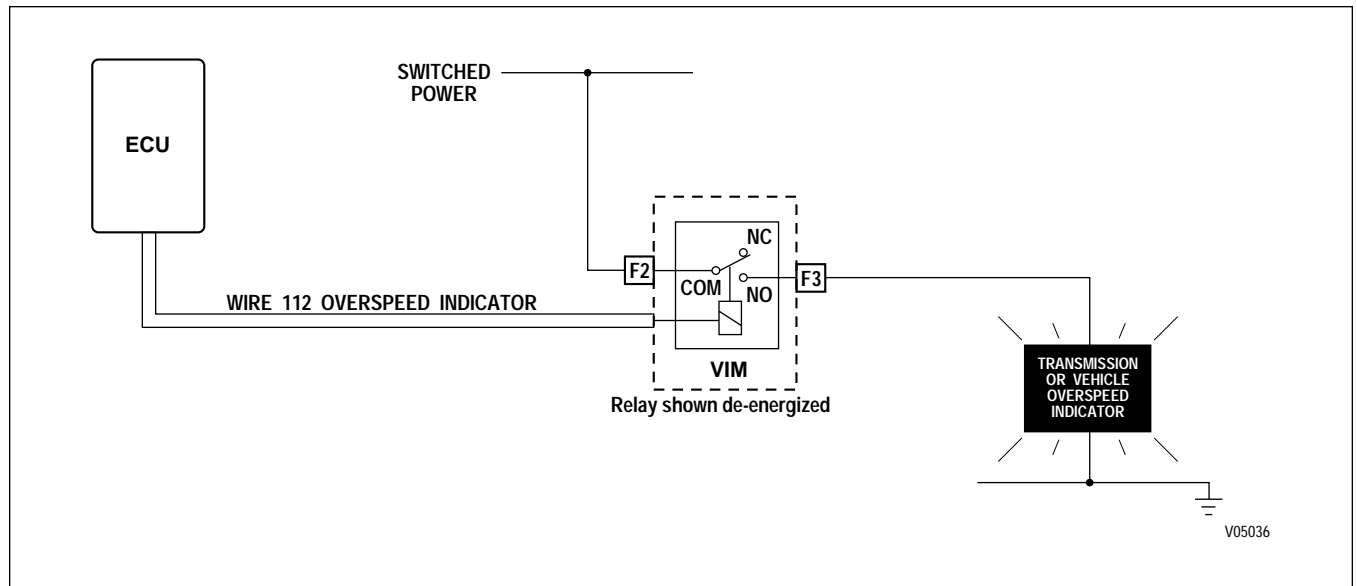 SWITCHED
POWER
ECU
NC
F2
F3
COM
NO
WIRE 112 OVERSPEED INDICATOR
VIM
Relay shown de-energized
TRANSMISSION
OR VEHICLE
OVERSPEED
INDICATOR
V05036